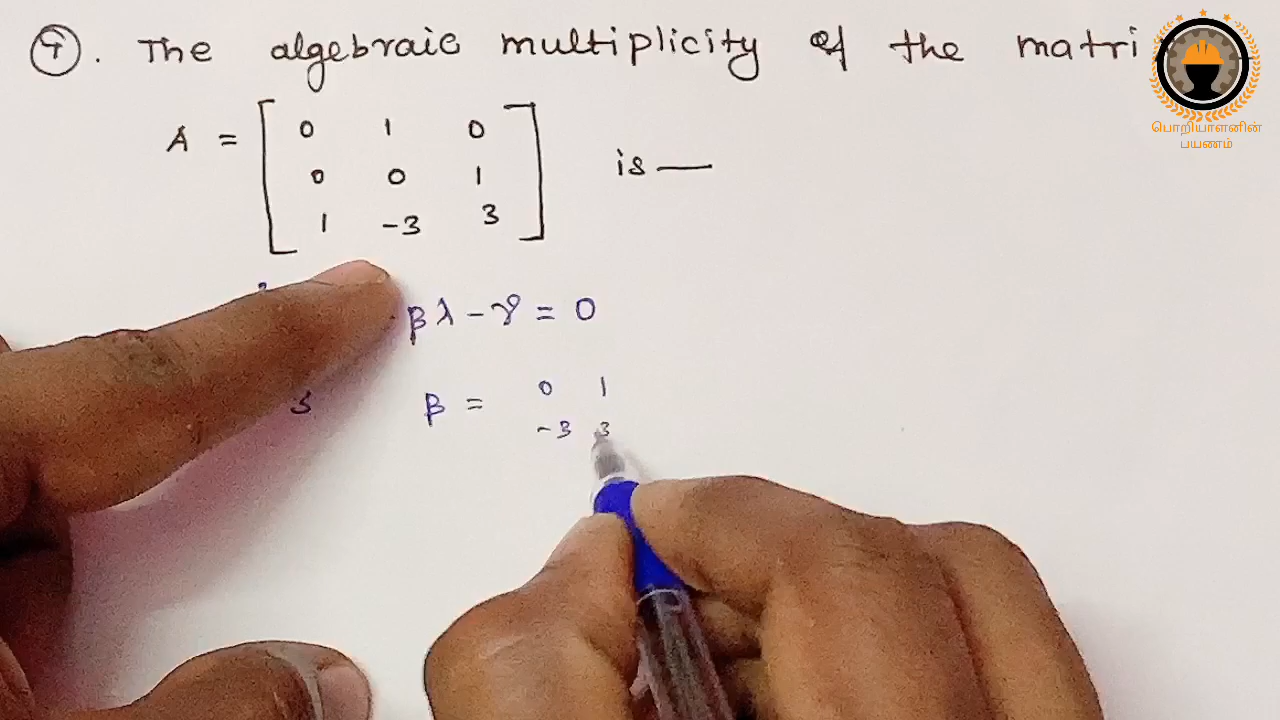 7. The algebraic multiplicity of the matri
பொறியாளனின்
பயணம்
A = [ 0 1 0
0 0 1
1 -3 3 ] is —
βλ - γ = 0
3 β = 0 1
-3 3